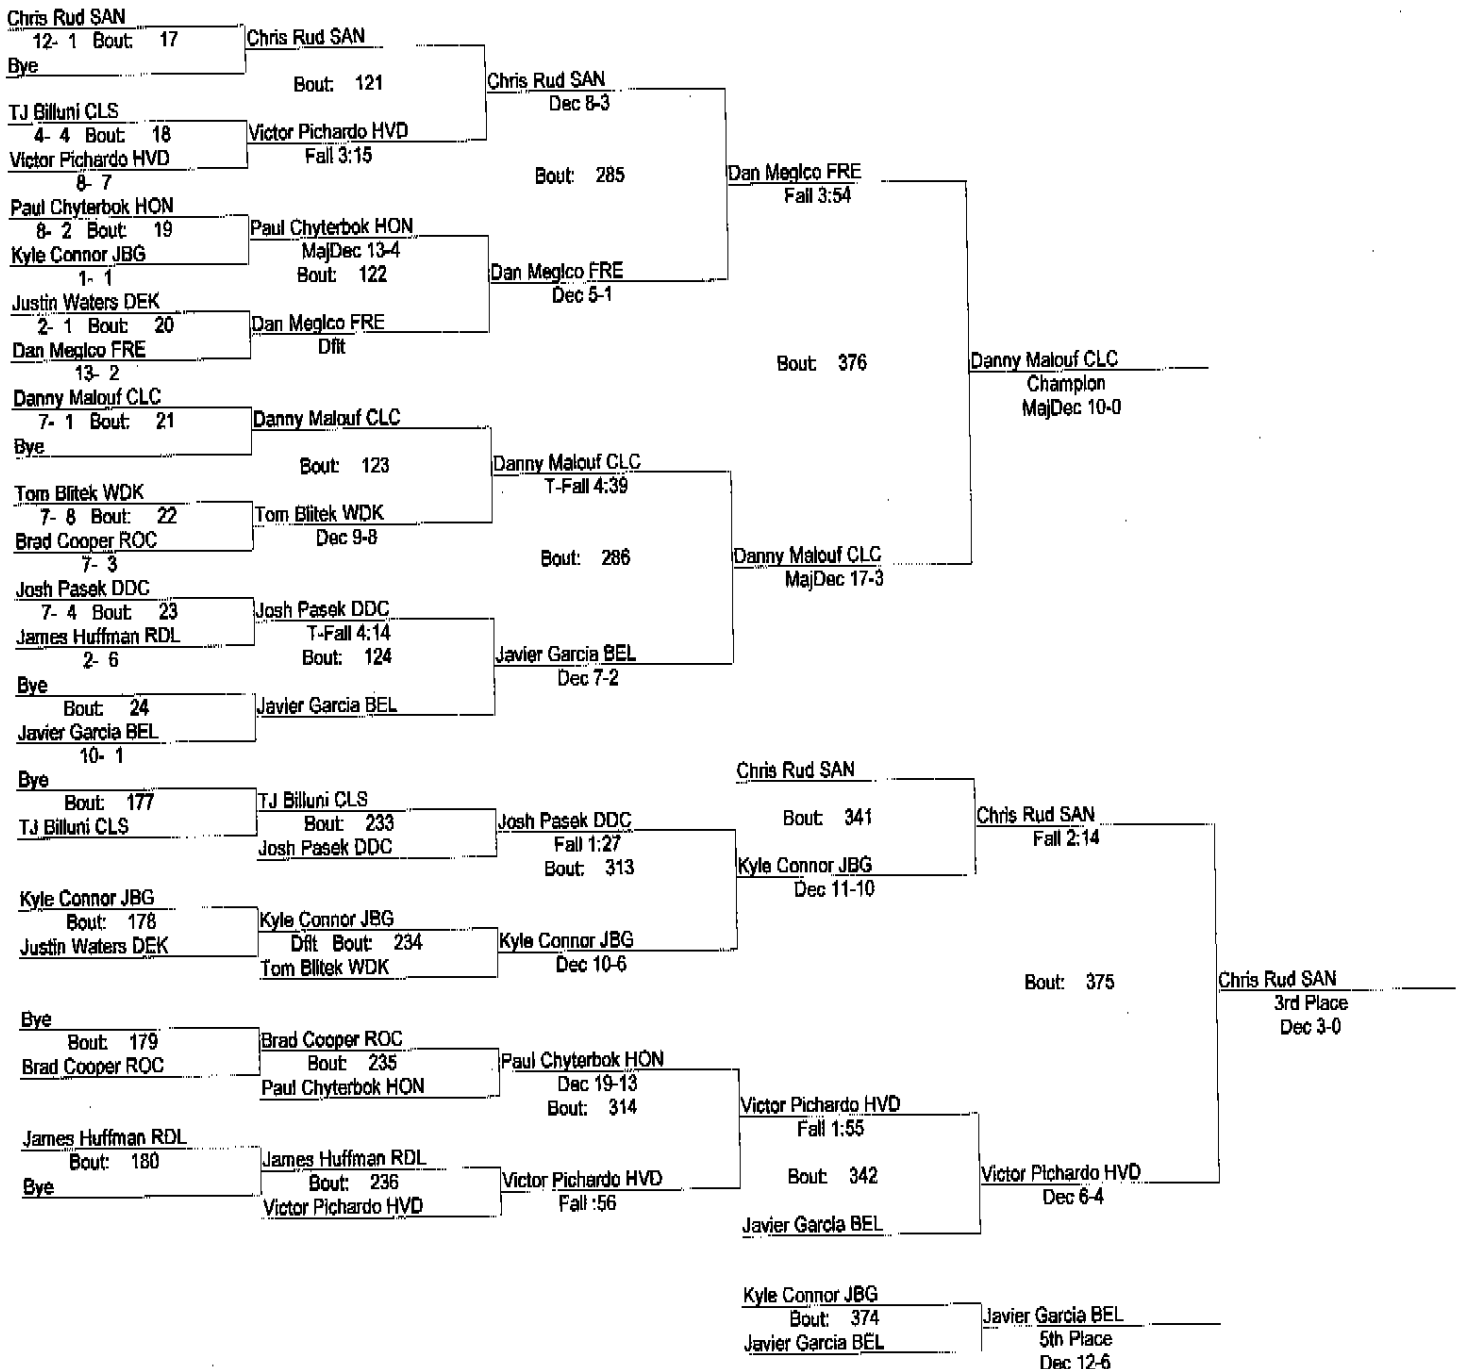 Chris Rud SAN
12- 1 Bout: 17
Bye
Chris Rud SAN
Bout: 121
TJ Billuni CLS
4- 4 Bout: 18
Victor Pichardo HVD
8- 7
Victor Pichardo HVD
Fall 3:15
Chris Rud SAN
Dec 8-3
Bout: 285
Paul Chyterbok HON
8- 2 Bout: 19
Kyle Connor JBG
1- 1
Paul Chyterbok HON
MajDec 13-4
Bout: 122
Justin Waters DEK
2- 1 Bout: 20
Dan Meglco FRE
13- 2
Dan Meglco FRE
Dflt
Dan Meglco FRE
Dec 5-1
Dan Meglco FRE
Fall 3:54
Bout: 376
Danny Malouf CLC
Champion
MajDec 10-0
Danny Malouf CLC
7- 1 Bout: 21
Bye
Danny Malouf CLC
Bout: 123
Tom Blitek WDK
7- 8 Bout: 22
Brad Cooper ROC
7- 3
Tom Blitek WDK
Dec 9-8
Danny Malouf CLC
T-Fall 4:39
Bout: 286
Danny Malouf CLC
MajDec 17-3
Josh Pasek DDC
7- 4 Bout: 23
James Huffman RDL
2- 6
Josh Pasek DDC
T-Fall 4:14
Bout: 124
Bye
Bout: 24
Javier Garcia BEL
10- 1
Javier Garcia BEL
Javier Garcia BEL
Dec 7-2
Bye
Bout: 177
TJ Billuni CLS
TJ Billuni CLS
Bout: 233
Josh Pasek DDC
Josh Pasek DDC
Fall 1:27
Bout: 313
Kyle Connor JBG
Bout: 178
Justin Waters DEK
Kyle Connor JBG
Dflt Bout: 234
Tom Blitek WDK
Kyle Connor JBG
Dec 10-6
Chris Rud SAN
Bout: 341
Kyle Connor JBG
Dec 11-10
Chris Rud SAN
Fall 2:14
Bout: 375
Chris Rud SAN
3rd Place
Dec 3-0
Bye
Bout: 179
Brad Cooper ROC
Brad Cooper ROC
Bout: 235
Paul Chyterbok HON
Paul Chyterbok HON
Dec 19-13
Bout: 314
James Huffman RDL
Bout: 180
Bye
James Huffman RDL
Bout: 236
Victor Pichardo HVD
Victor Pichardo HVD
Fall :56
Victor Pichardo HVD
Fall 1:55
Bout: 342
Javier Garcia BEL
Victor Pichardo HVD
Dec 6-4
Kyle Connor JBG
Bout: 374
Javier Garcia BEL
Javier Garcia BEL
5th Place
Dec 12-6